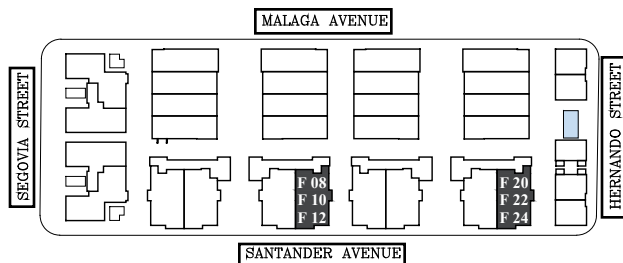 MALAGA AVENUE
SEGOVIA STREET
HERNANDO STREET
F 08
F 10
F 12
F 20
F 22
F 24
SANTANDER AVENUE